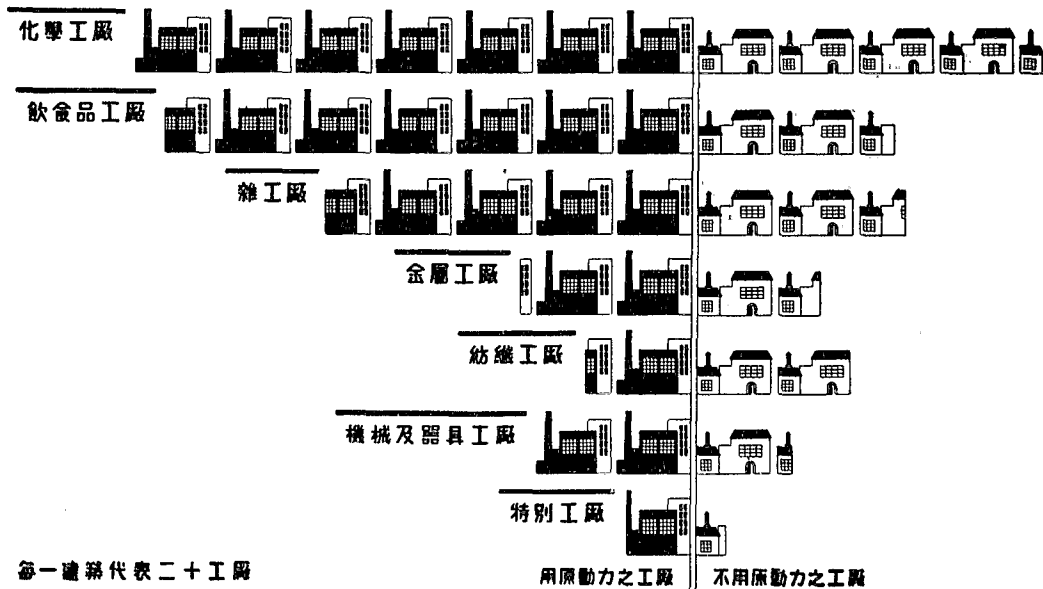 化學工廠
飲食品工廠
雜工廠
金屬工廠
紡織工廠
機械及器具工廠
特別工廠
每一建築代表二十工廠
用原動力之工廠
不用原動力之工廠